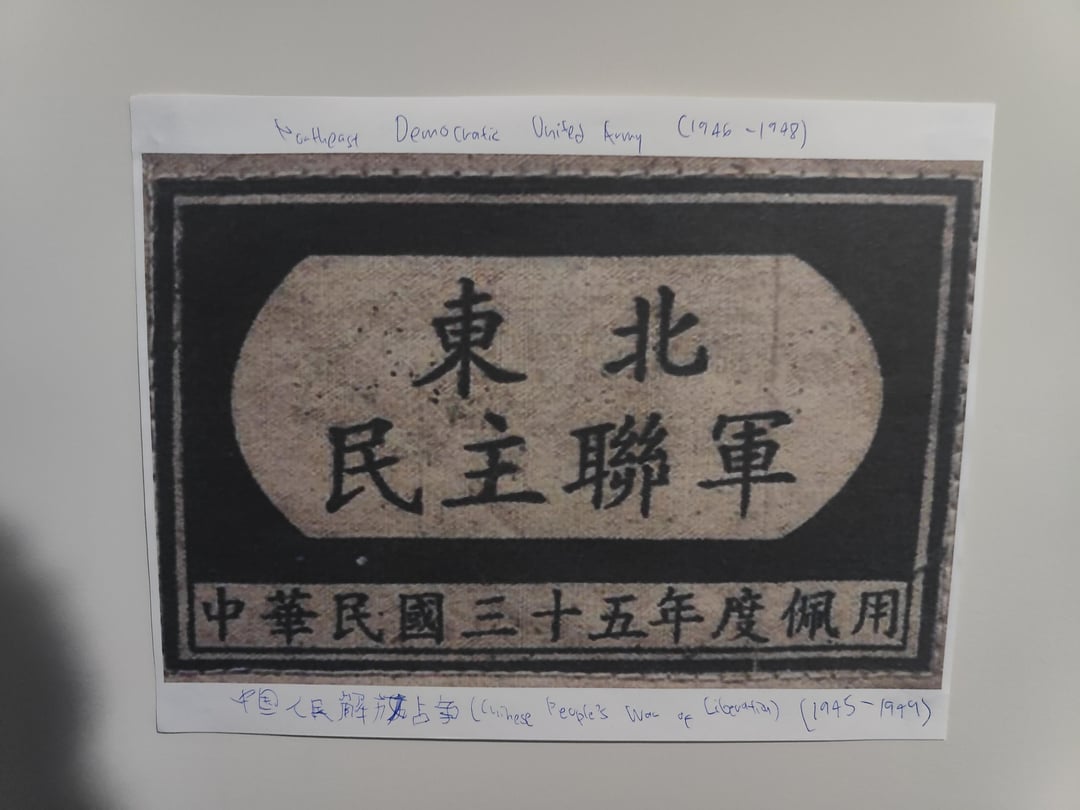 Northeast Democratic United Army (1946-1948)
東北
民主聯軍
中華民國三十五年度佩用
中国人民解放占争 (Chinese People's War of Liberation) (1945-1949)